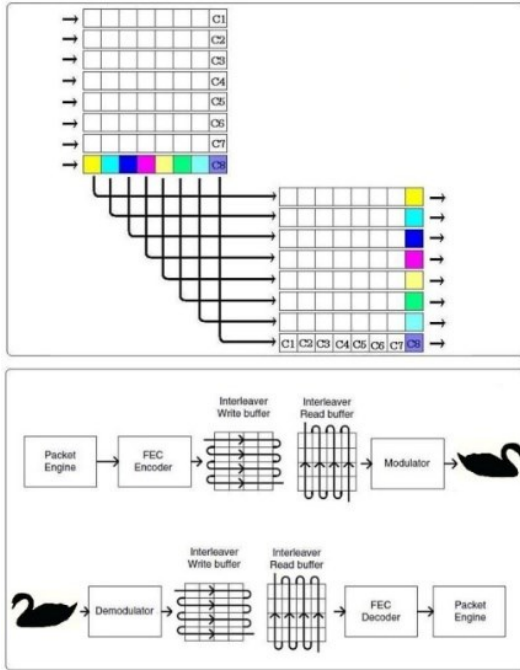 C1
C2
C3
C4
C5
C6
C7
C8
C1 C2 C3 C4 C5 C6 C7 C8
Interleaver
Write buffer
Interleaver
Read buffer
Packet
Engine
FEC
Encoder
Modulator
Interleaver
Write buffer
Interleaver
Read buffer
Demodulator
FEC
Decoder
Packet
Engine